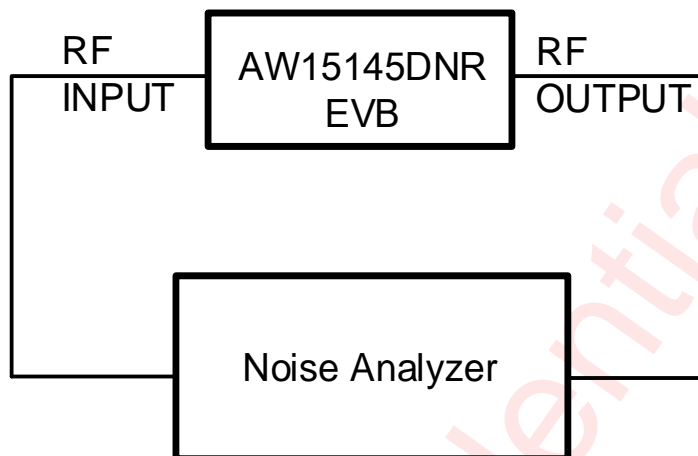 RF
INPUT
AW15145DNR
EVB
RF
OUTPUT
Noise Analyzer